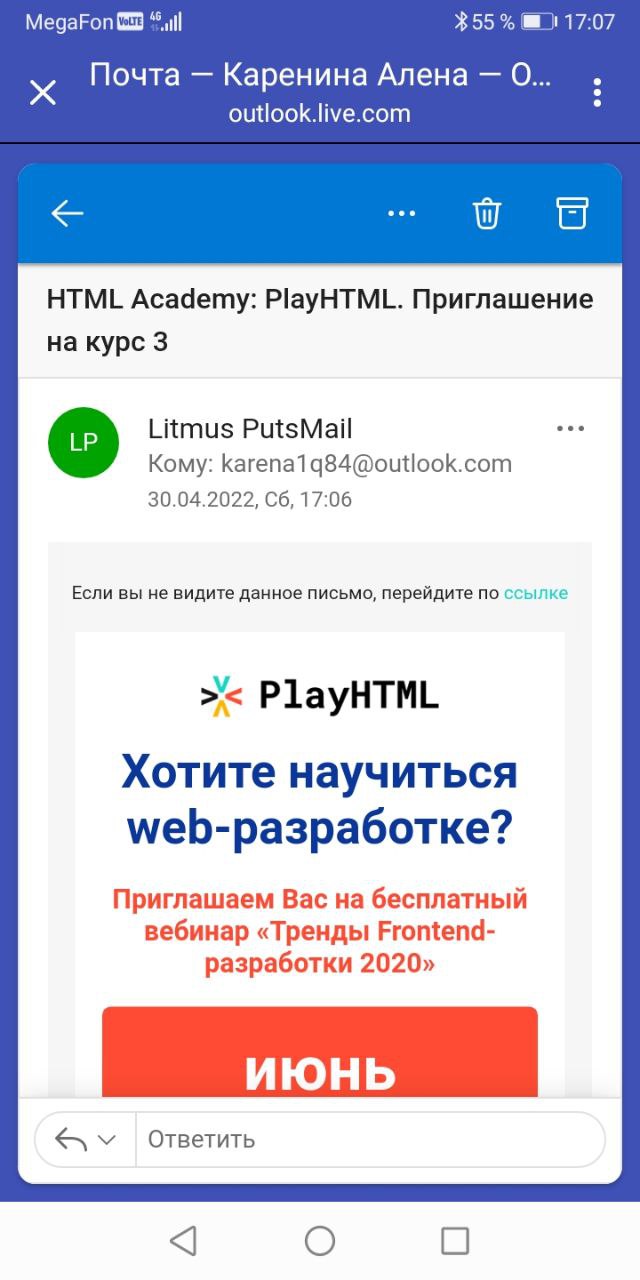 MegaFon VoLTE 4G 55 % 17:07
Почта — Каренина Алена — О...
outlook.live.com
HTML Academy: PlayHTML. Приглашение
на курс 3
LP
Litmus PutsMail
Кому: karena1q84@outlook.com
30.04.2022, Сб, 17:06
Если вы не видите данное письмо, перейдите по ссылке
PlayHTML
Хотите научиться
web-разработке?
Приглашаем Вас на бесплатный
вебинар «Тренды Frontend-
разработки 2020»
июнь
Ответить